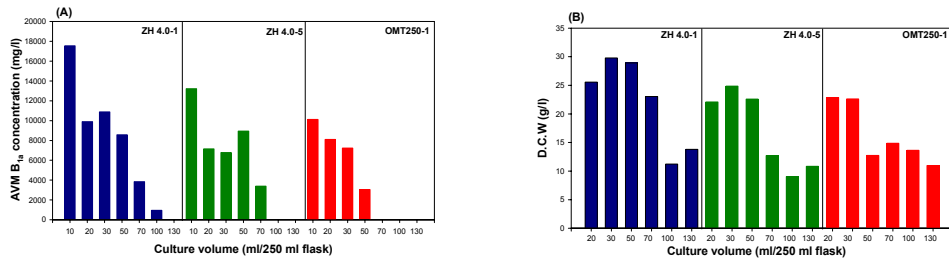 (A)
ZH 4.0-1
ZH 4.0-5
OMT250-1
AVM B1a concentration (mg/l)
20000
18000
16000
14000
12000
10000
8000
6000
4000
2000
0
10 20 30 50 70 100 130 10 20 30 50 70 100 130 10 20 30 50 70 100 130
Culture volume (ml/250 ml flask)
(B)
ZH 4.0-1
ZH 4.0-5
OMT250-1
D.C.W (g/l)
35
30
25
20
15
10
5
0
20 30 50 70 100 130 20 30 50 70 100 130 20 30 50 70 100 130
Culture volume (ml/250 ml flask)